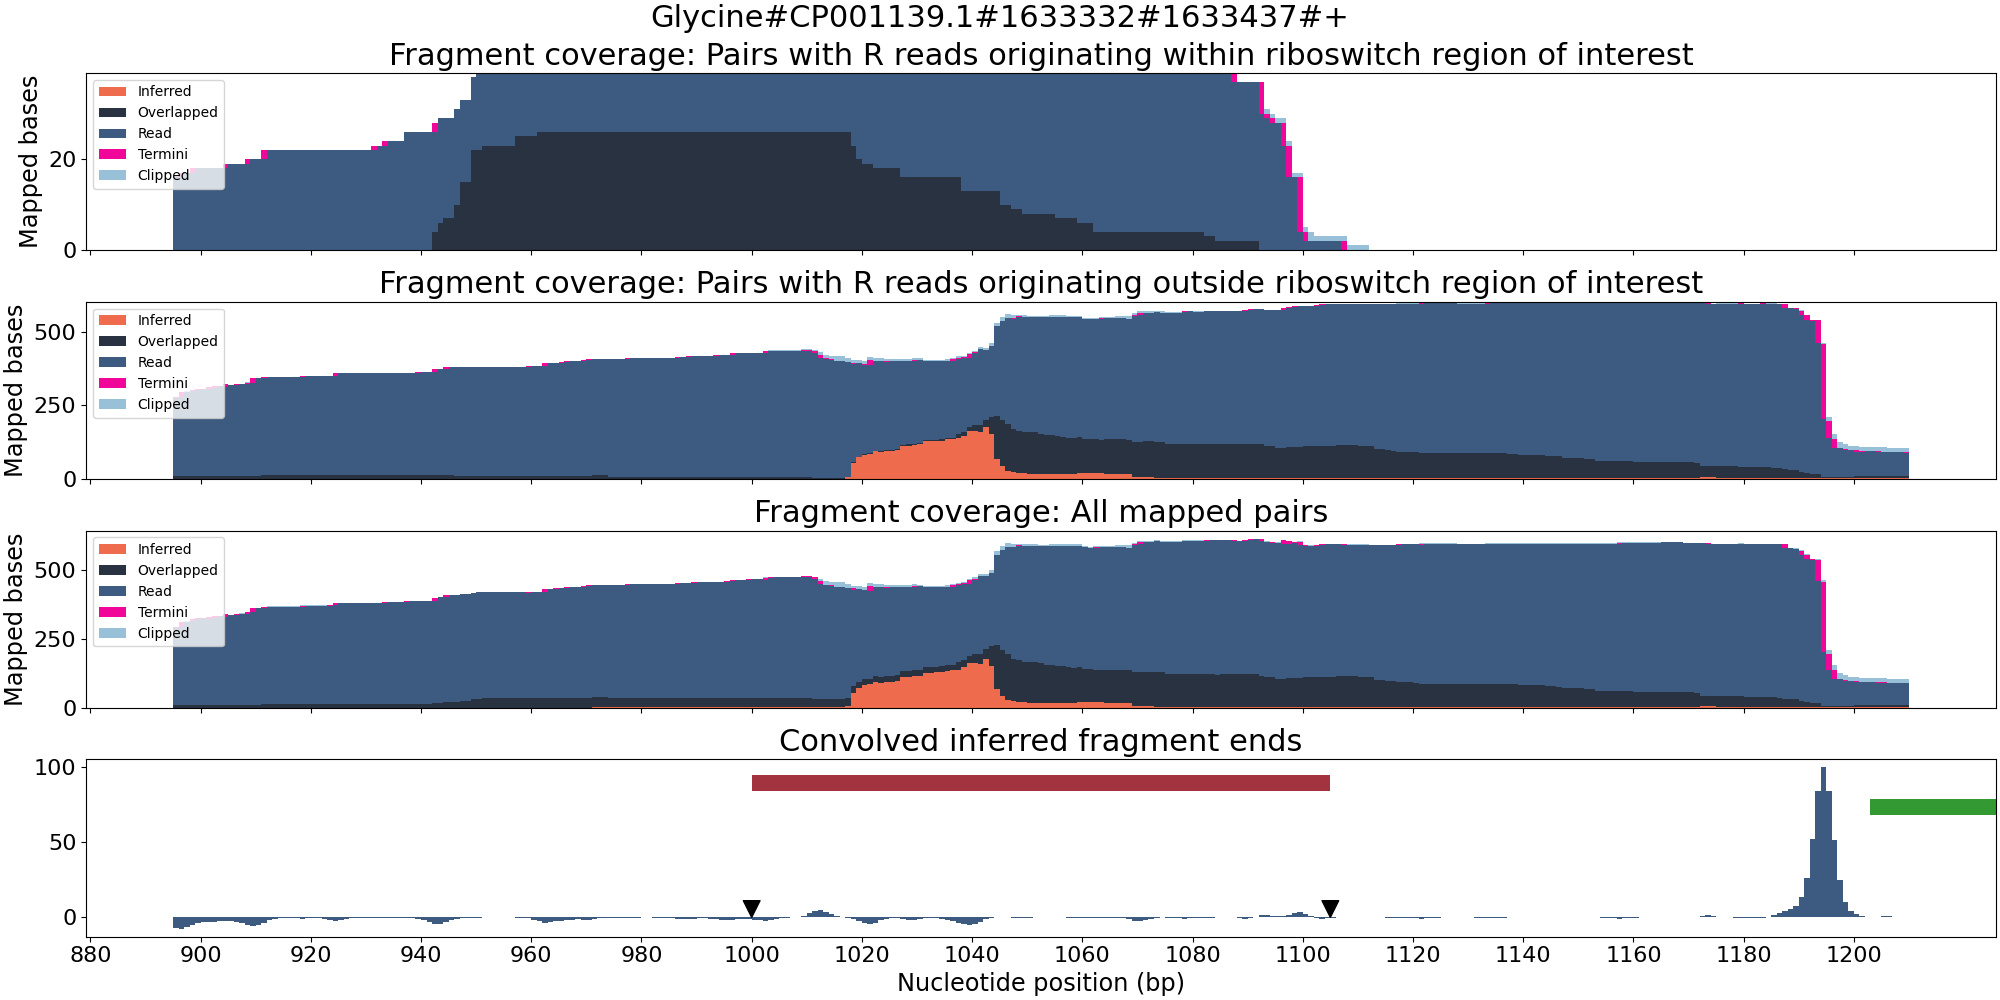 Glycine#CP001139.1#1633332#1633437#+
Fragment coverage: Pairs with R reads originating within riboswitch region of interest
Mapped bases
20
0
Inferred
Overlapped
Read
Termini
Clipped
Fragment coverage: Pairs with R reads originating outside riboswitch region of interest
Mapped bases
500
250
0
Inferred
Overlapped
Read
Termini
Clipped
Fragment coverage: All mapped pairs
Mapped bases
500
250
0
Inferred
Overlapped
Read
Termini
Clipped
Convolved inferred fragment ends
100
50
0
880 900 920 940 960 980 1000 1020 1040 1060 1080 1100 1120 1140 1160 1180 1200
Nucleotide position (bp)